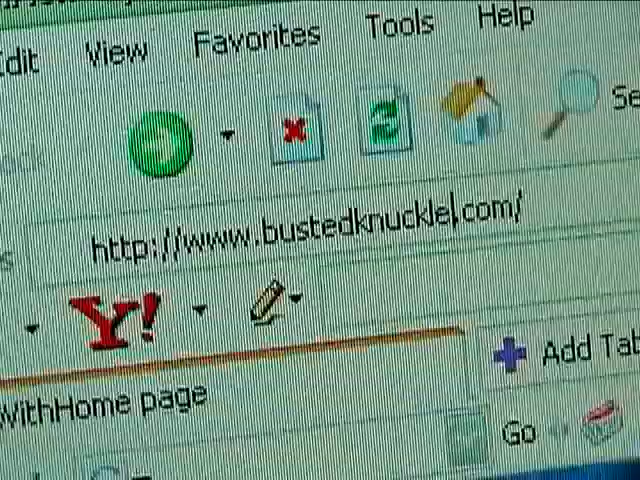 Edit View Favorites Tools Help
http://www.bustedknuckle.com/
Y!
Add Tab
WithHome page
Go